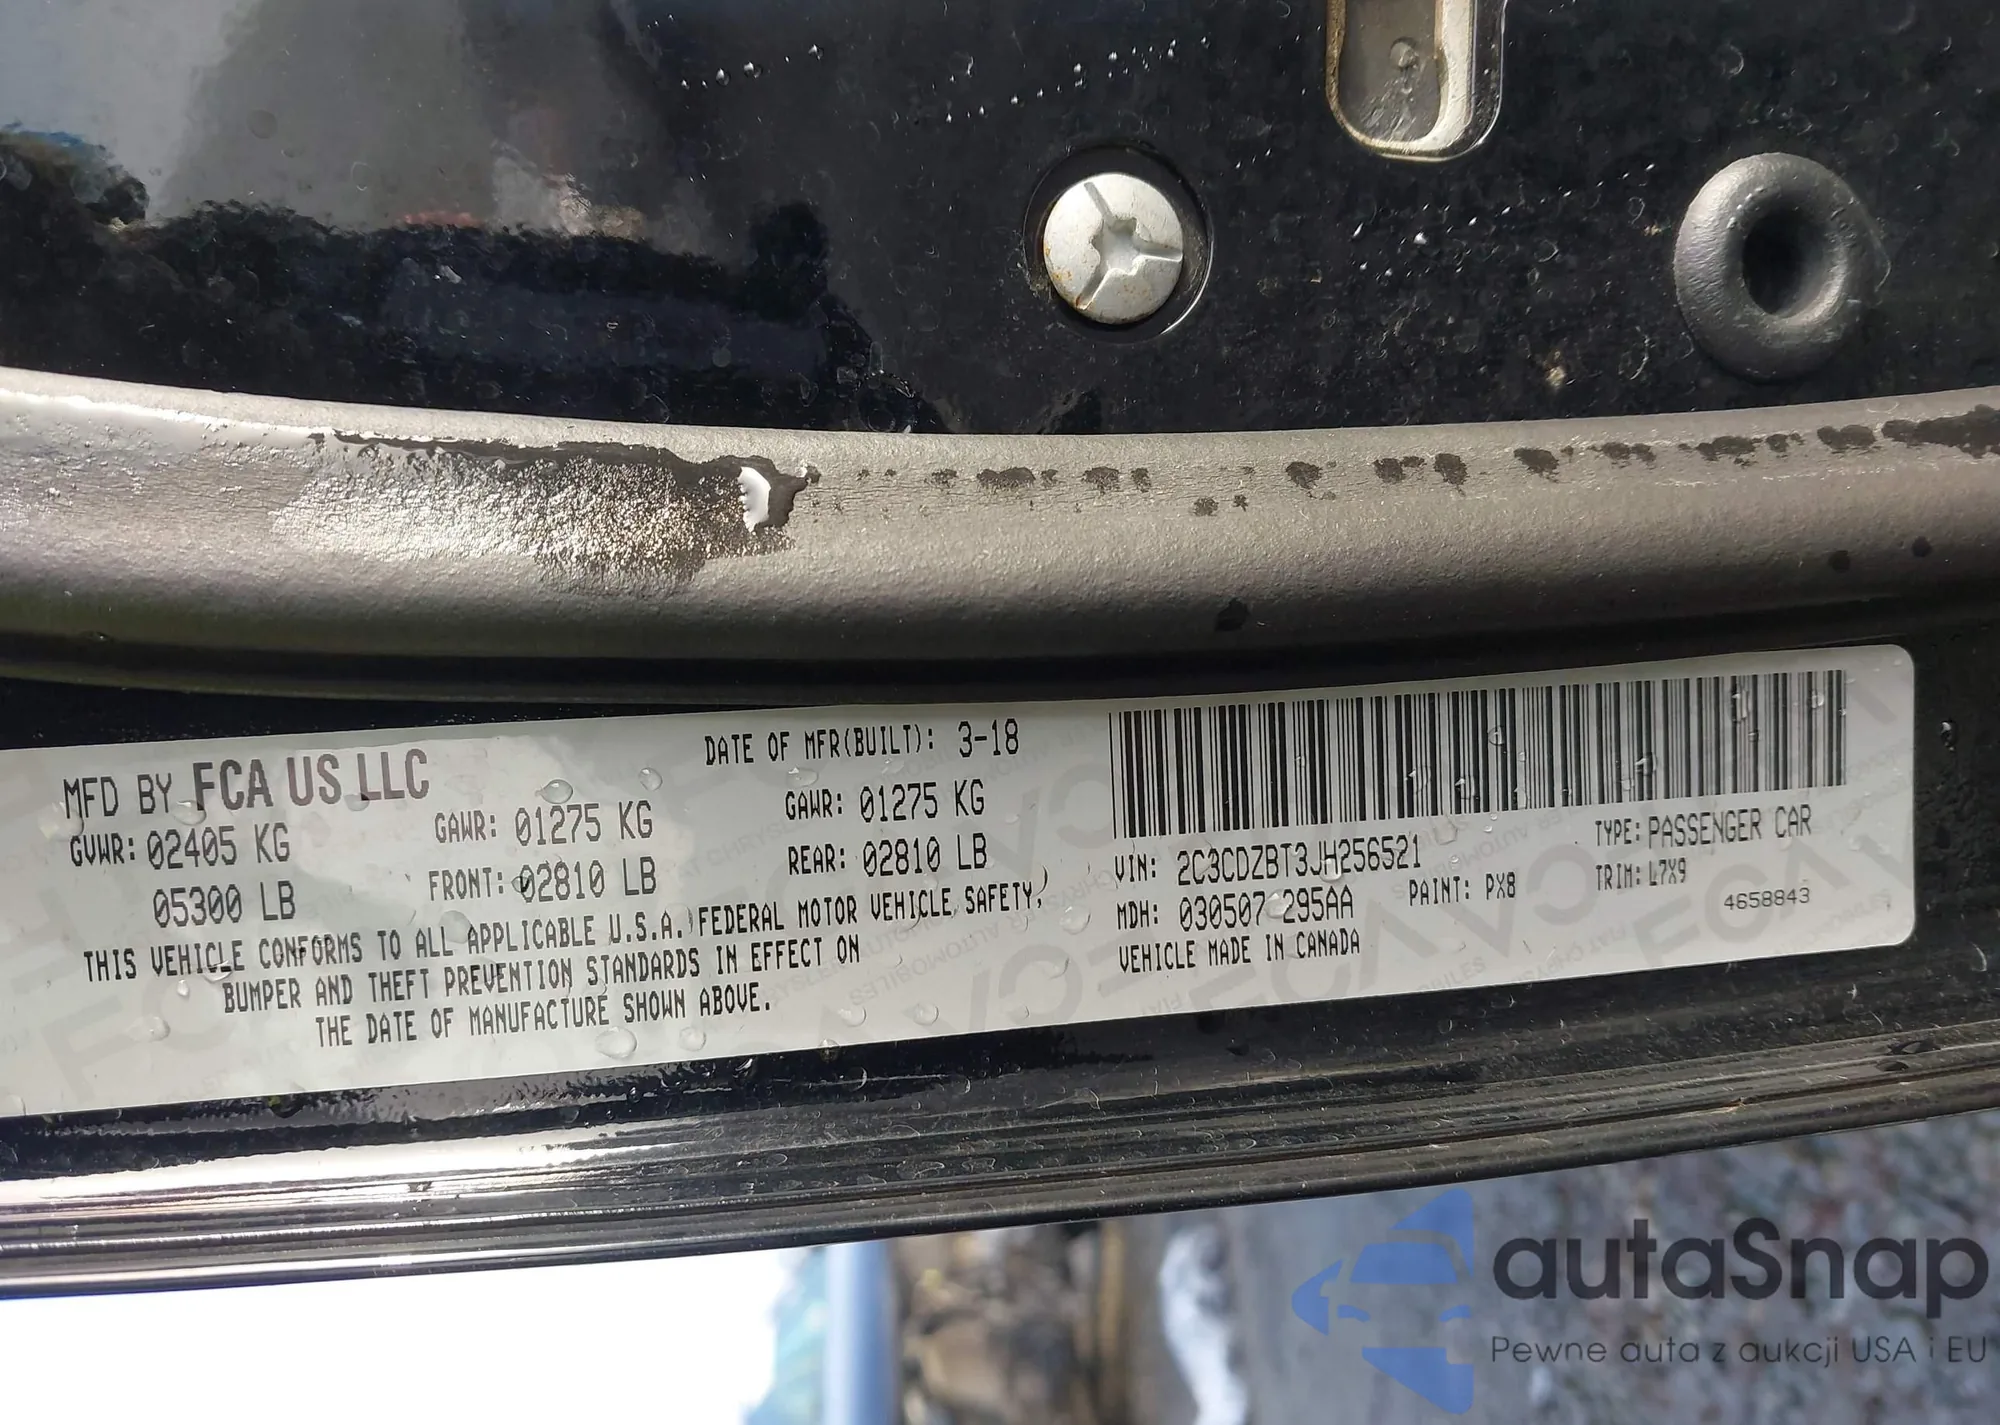 MFD BY FCA US LLC
DATE OF MFR(BUILT): 3-18
GVWR: 02405 KG
GAWR: 01275 KG
GAWR: 01275 KG
05300 LB
FRONT: 02810 LB
REAR: 02810 LB
THIS VEHICLE CONFORMS TO ALL APPLICABLE U.S.A. FEDERAL MOTOR VEHICLE SAFETY,
BUMPER AND THEFT PREVENTION STANDARDS IN EFFECT ON
THE DATE OF MANUFACTURE SHOWN ABOVE.
VIN: 2C3CDZBT3JH256521
TYPE: PASSENGER CAR
MDH: 030507 295AA
PAINT: PX8
TRIM: L7X9
VEHICLE MADE IN CANADA
4658843
autaSnap
Pewne auta z aukcji USA i EU